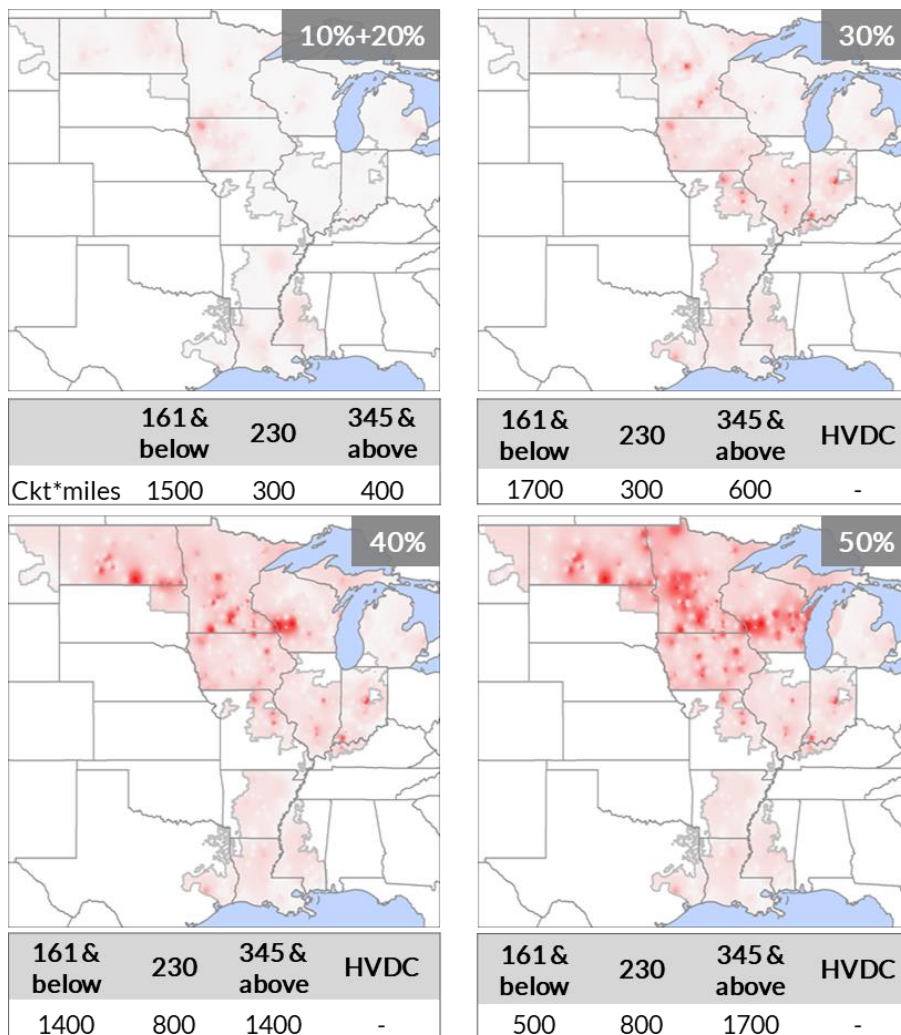 10%+20%
30%
161 & 230 345 &
below above
Ckt*miles 1500 300 400
161 & 230 345 & HVDC
below above
1700 300 600 -
40%
50%
161 & 230 345 & HVDC
below above
1400 800 1400 -
161 & 230 345 & HVDC
below above
500 800 1700 -